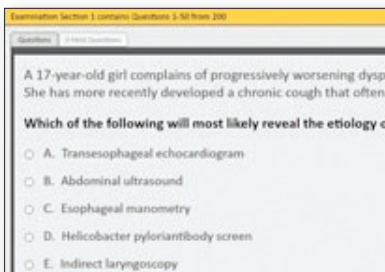 Examination Section 1 contains Questions 1-50 from 200
Questions
A 17-year-old girl complains of progressively worsening dysp
She has more recently developed a chronic cough that often
Which of the following will most likely reveal the etiology o
A. Transesophageal echocardiogram
B. Abdominal ultrasound
C. Esophageal manometry
D. Helicobacter pyloriantibody screen
E. Indirect laryngoscopy